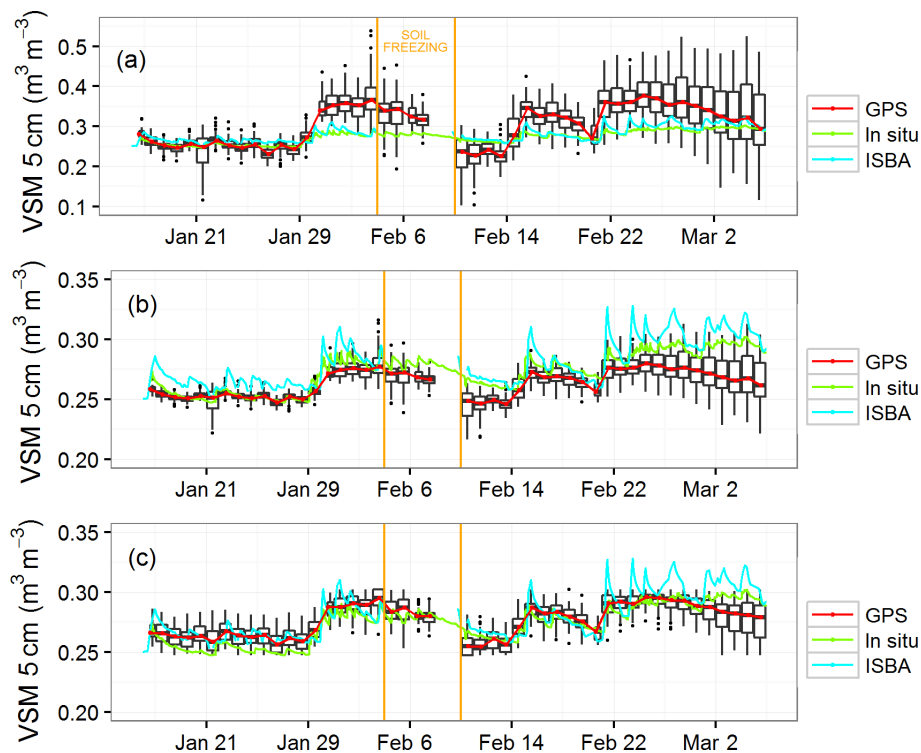 (a)
SOIL
FREEZING
VSM 5 cm (m³ m⁻³)
0.5
0.4
0.3
0.2
0.1
Jan 21
Jan 29
Feb 6
Feb 14
Feb 22
Mar 2
GPS
In situ
ISBA
(b)
VSM 5 cm (m³ m⁻³)
0.35
0.30
0.25
0.20
Jan 21
Jan 29
Feb 6
Feb 14
Feb 22
Mar 2
GPS
In situ
ISBA
(c)
VSM 5 cm (m³ m⁻³)
0.35
0.30
0.25
0.20
Jan 21
Jan 29
Feb 6
Feb 14
Feb 22
Mar 2
GPS
In situ
ISBA